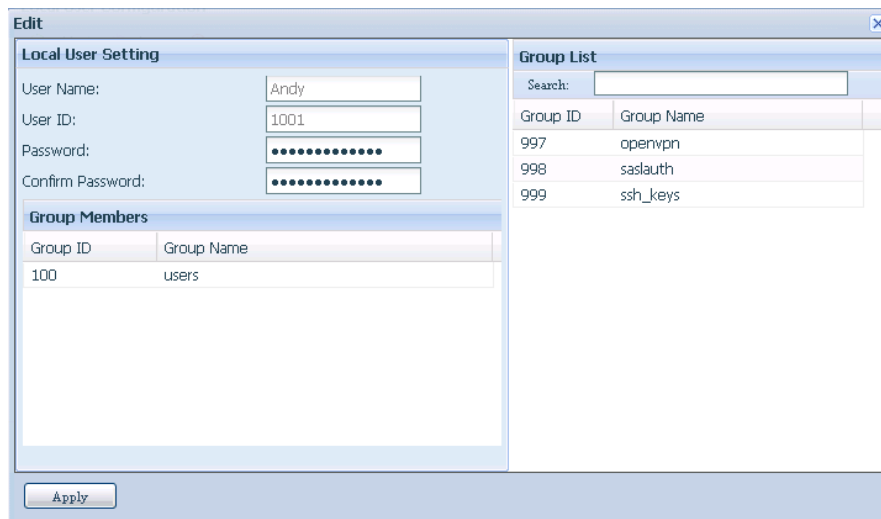 Edit
Local User Setting
User Name: Andy
User ID: 1001
Password: •••••••••••••
Confirm Password: •••••••••••••
Group Members
Group ID Group Name
100 users
Group List
Search:
Group ID Group Name
997 openvpn
998 saslauth
999 ssh_keys
Apply